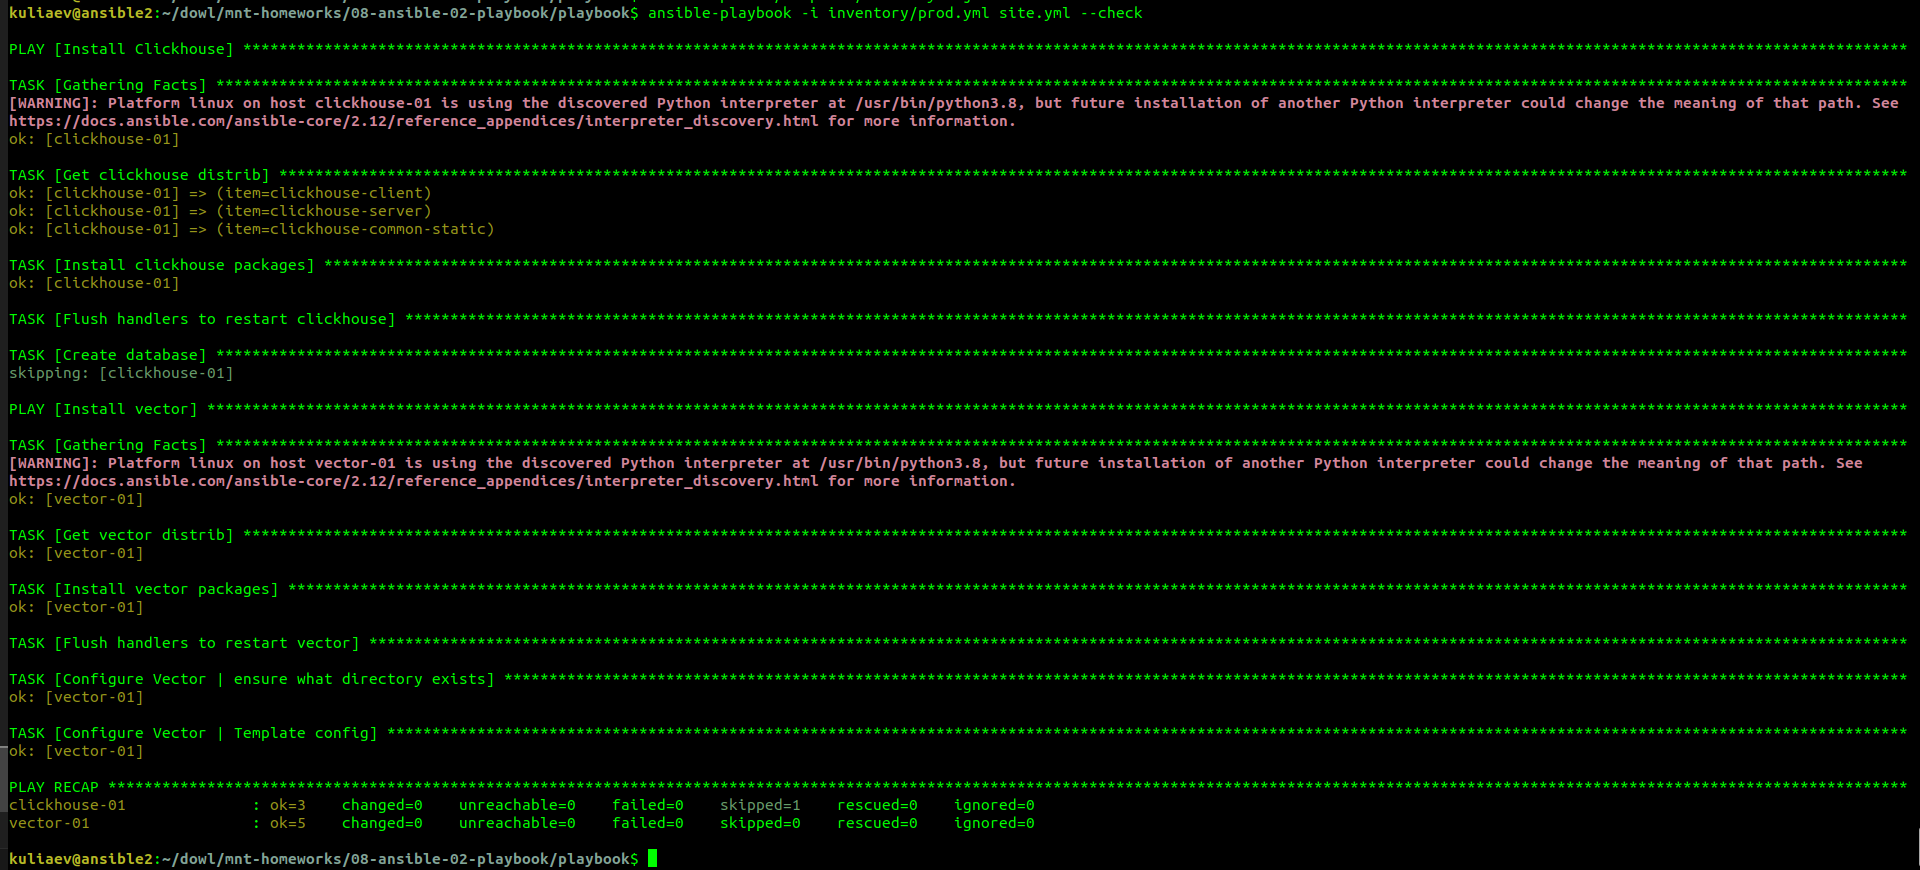 kuliaev@ansible2:~/dowl/mnt-homeworks/08-ansible-02-playbook/playbook$ ansible-playbook -i inventory/prod.yml site.yml --check
PLAY [Install Clickhouse] ****************************************************************************************
TASK [Gathering Facts] ****************************************************************************************
[WARNING]: Platform linux on host clickhouse-01 is using the discovered Python interpreter at /usr/bin/python3.8, but future installation of another Python interpreter could change the meaning of that path. See
https://docs.ansible.com/ansible-core/2.12/reference_appendices/interpreter_discovery.html for more information.
ok: [clickhouse-01]
TASK [Get clickhouse distrib] ****************************************************************************************
ok: [clickhouse-01] => (item=clickhouse-client)
ok: [clickhouse-01] => (item=clickhouse-server)
ok: [clickhouse-01] => (item=clickhouse-common-static)
TASK [Install clickhouse packages] ****************************************************************************************
ok: [clickhouse-01]
TASK [Flush handlers to restart clickhouse] ****************************************************************************************
TASK [Create database] ****************************************************************************************
skipping: [clickhouse-01]
PLAY [Install vector] ****************************************************************************************
TASK [Gathering Facts] ****************************************************************************************
[WARNING]: Platform linux on host vector-01 is using the discovered Python interpreter at /usr/bin/python3.8, but future installation of another Python interpreter could change the meaning of that path. See
https://docs.ansible.com/ansible-core/2.12/reference_appendices/interpreter_discovery.html for more information.
ok: [vector-01]
TASK [Get vector distrib] ****************************************************************************************
ok: [vector-01]
TASK [Install vector packages] ****************************************************************************************
ok: [vector-01]
TASK [Flush handlers to restart vector] ****************************************************************************************
TASK [Configure Vector | ensure what directory exists] ****************************************************************************************
ok: [vector-01]
TASK [Configure Vector | Template config] ****************************************************************************************
ok: [vector-01]
PLAY RECAP ****************************************************************************************
clickhouse-01 : ok=3 changed=0 unreachable=0 failed=0 skipped=1 rescued=0 ignored=0
vector-01 : ok=5 changed=0 unreachable=0 failed=0 skipped=0 rescued=0 ignored=0
kuliaev@ansible2:~/dowl/mnt-homeworks/08-ansible-02-playbook/playbook$